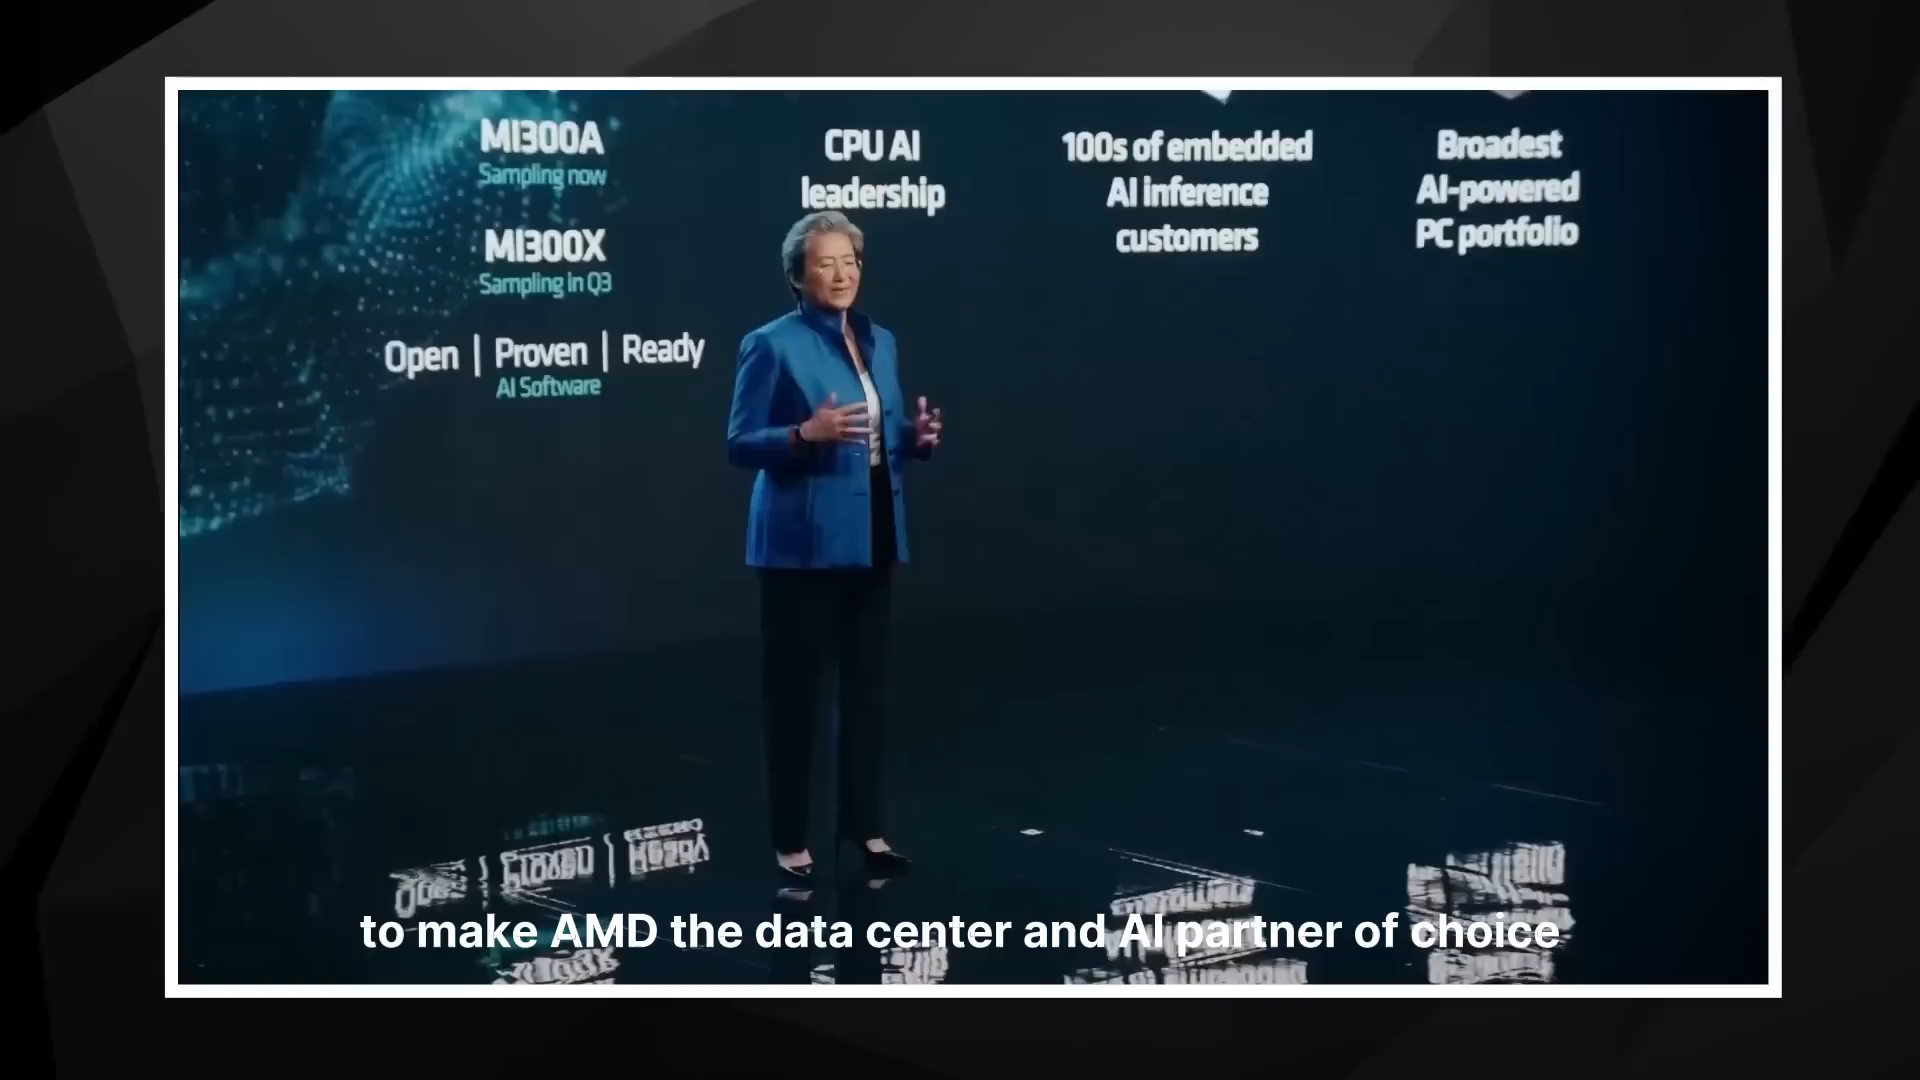 MI300A
Sampling now
MI300X
Sampling in Q3
Open | Proven | Ready
AI Software
CPU AI
leadership
100s of embedded
AI inference
customers
Broadest
AI-powered
PC portfolio
to make AMD the data center and AI partner of choice